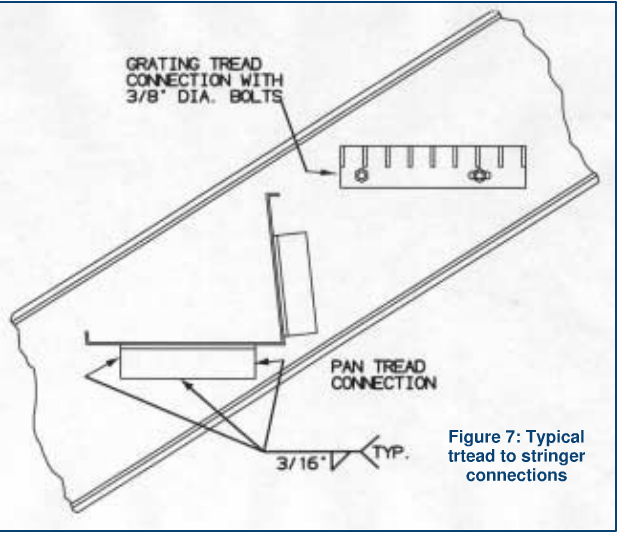 GRATING TREAD
CONNECTION WITH
3/8" DIA. BOLTS
PAN TREAD
CONNECTION
3/16"
TYP.
Figure 7: Typical
trtead to stringer
connections